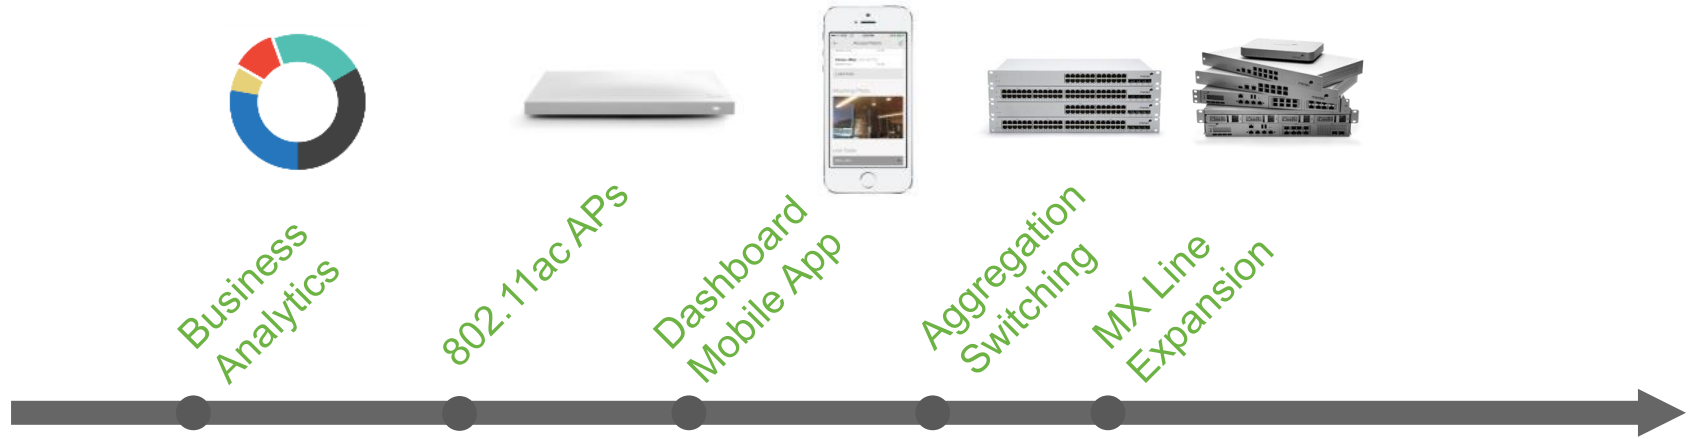 Business
Analytics
802.11ac APs
Dashboard
Mobile App
Aggregation
Switching
MX Line
Expansion